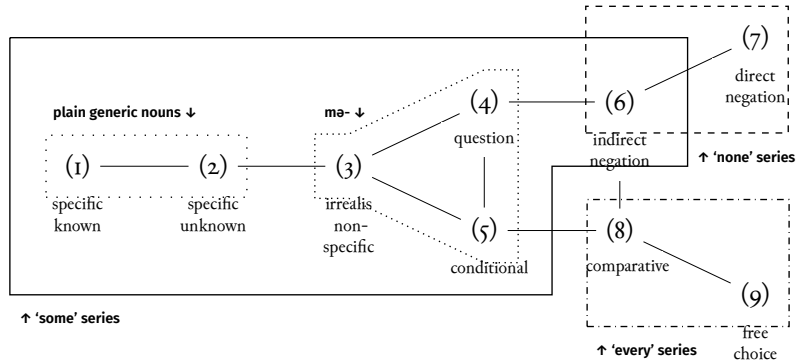 (7)
direct
negation
plain generic nouns ↓
mə- ↓
(4)
question
(6)
indirect
negation
↑ ‘none’ series
(1)
specific
known
(2)
specific
unknown
(3)
irrealis
non-
specific
(5)
conditional
(8)
comparative
(9)
free
choice
↑ ‘some’ series
↑ ‘every’ series